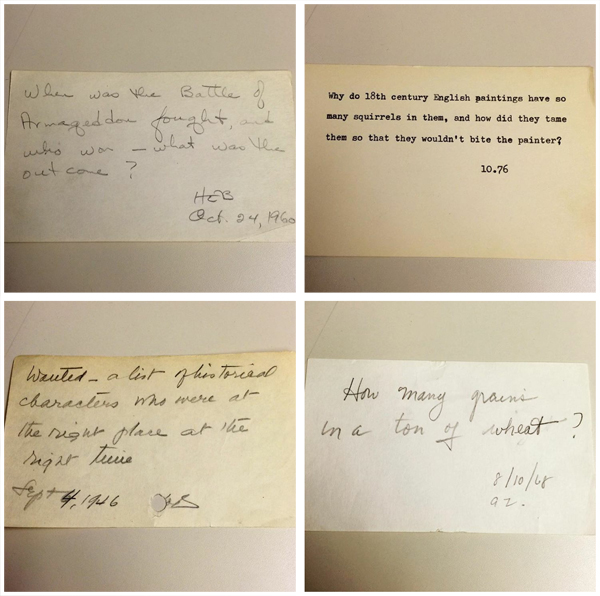 When was the Battle of
Armageddon fought, and
who won – what was the
outcome ?
HEB
Oct. 24, 1960
Why do 18th century English paintings have so
many squirrels in them, and how did they tame
them so that they wouldn't bite the painter?
10.76
Wanted – a list of historical
characters who were at
the right place at the
right time
Sept 4, 1946
How many grains
in a ton of wheat ?
8/10/68
az.